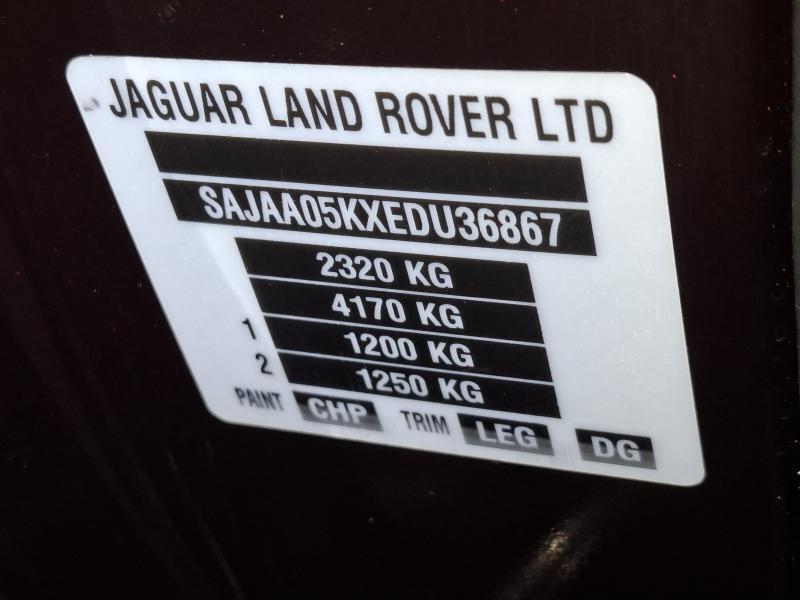 JAGUAR LAND ROVER LTD
SAJAA05KXEDU36867
2320 KG
4170 KG
1 1200 KG
2 1250 KG
PAINT CHP TRIM LEG DG